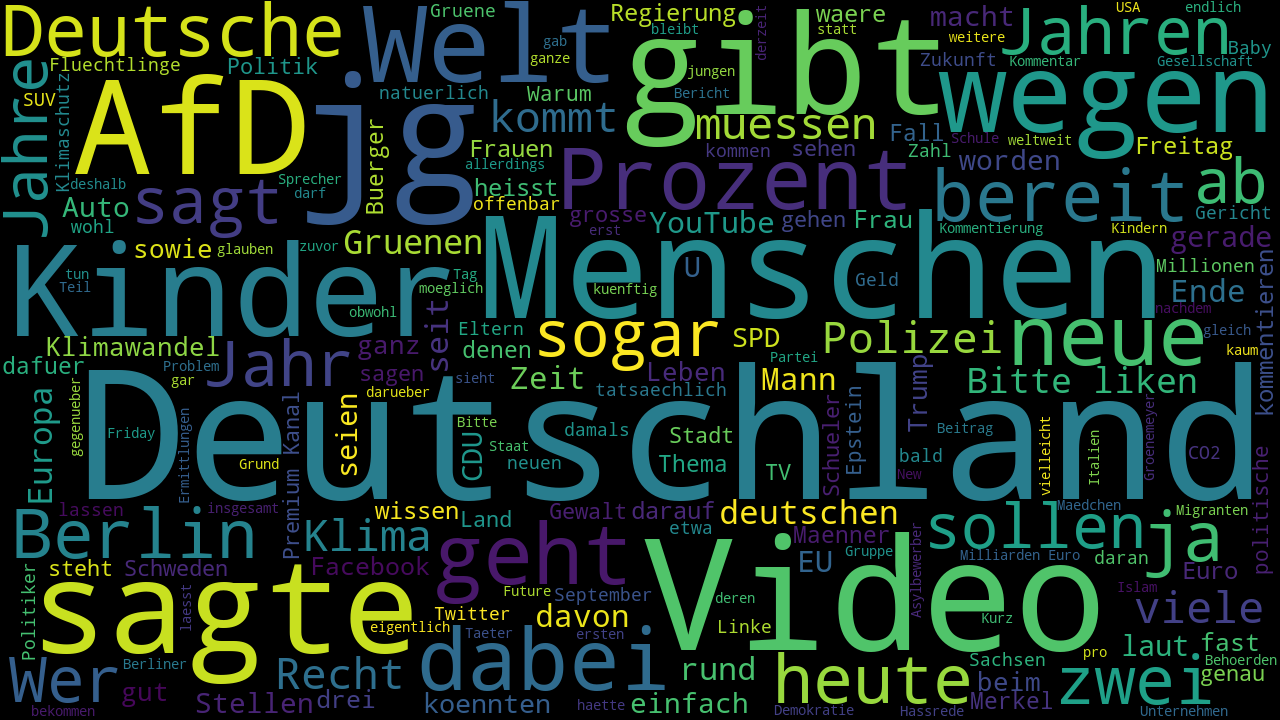 Deutsche
Gruene
Welt
gab
ganze
gibt
Regierung
bleibt
derzeit
statt
waere
macht
weitere
USA
Jahren
endlich
Baby
Fluechtlinge
Politik
SUV
Klimaschutz
Jahre
AfD
jg
natuerlich
Warum
jungen
Bericht
kommt
muessen
Zukunft
Kommentar
Gesellschaft
wegen
Fall
Schule
weltweit
Freitag
Buerger
Frauen
allerdings
Prozent
kommen
sehen
Zahl
worden
ab
deshalb
Sprecher
darf
sagt
heisst
offenbar
bereit
Gericht
Auto
wohl
grosse
erst
YouTube
gehen
Frau
Kommentierung
Kindern
gerade
sowie
glauben
zuvor
Gruenen
Menschen
U
Geld
kuenftig
Millionen
Kinder
tun
Teil
Tag
moeglich
obwohl
seit
Ende
nachdem
Eltern
sogar
SPD
Polizei
neue
gleich
kaum
kommentieren
Klimawandel
dafuer
Problem
gar
Jahr
ganz
sagen
darueber
denen
sieht
Zeit
Leben
tatsaechlich
Partei
Mann
Trump
Bitte liken
Europa
gegenueber
Deutschland
Friday
Ermittlungen
Grund
seien
Bitte
CDU
Staat
neuen
damals
Stadt
Thema
TV
Schueler
Epstein
bald
Beitrag
New
vielleicht
Italien
Groenemeyer
CO2
politische
lassen
insgesamt
Premium Kanal
wissen
Land
Gewalt
darauf
etwa
deutschen
Maenner
Maedchen
Migranten
Berlin
Klima
geht
EU
Gruppe
Asylbewerber
sollen
Milliarden Euro
daran
ja
steht
Schweden
Facebook
Video
Euro
Islam
Politiker
sagte
laesst
Future
September
deren
Twitter
eigentlich
Taeter
davon
ersten
Linke
Kurz
pro
viele
laut
fast
Wer
Berliner
Recht
dabei
rund
heute
Sachsen
beim
zwei
Behoerden
genau
gut
bekommen
Stellen
drei
koennten
haette
einfach
Demokratie
Hassrede
Merkel
Unternehmen